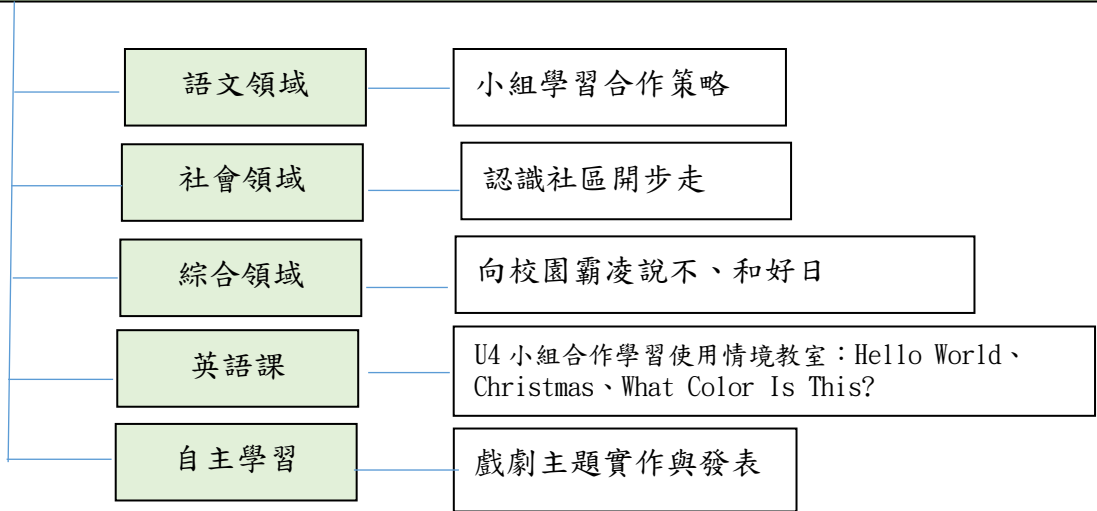 語文領域
小組學習合作策略
社會領域
認識社區開步走
綜合領域
向校園霸凌說不、和好日
英語課
U4 小組合作學習使用情境教室：Hello World、
Christmas、What Color Is This?
自主學習
戲劇主題實作與發表